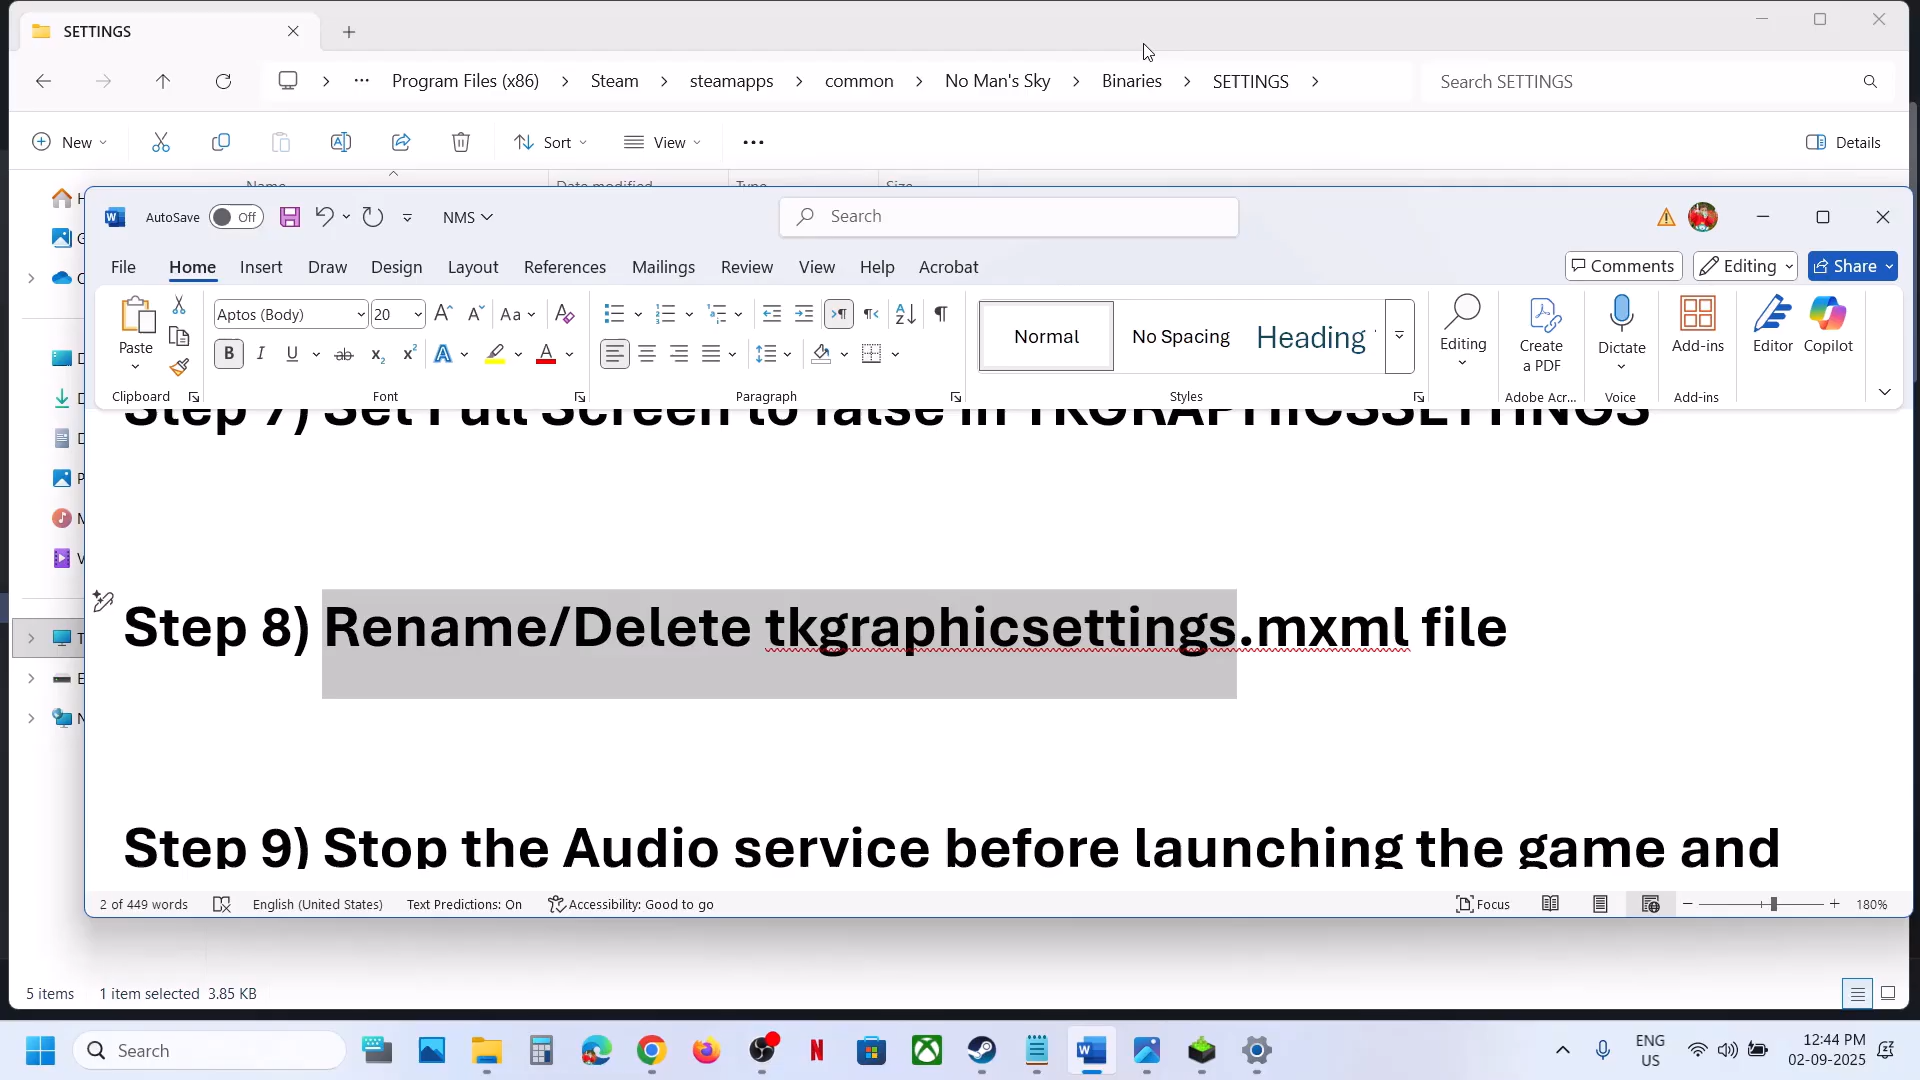 SETTINGS
Program Files (x86)
Steam
steamapps
common
No Man's Sky
Binaries
SETTINGS
Search SETTINGS
New
Sort
View
Details
Name
Date modified
Type
Size
AutoSave
Off
NMS
Search
File
Home
Insert
Draw
Design
Layout
References
Mailings
Review
View
Help
Acrobat
Comments
Editing
Share
Paste
Clipboard
Aptos (Body)
20
Font
Paragraph
Normal
No Spacing
Heading
Styles
Editing
Create
a PDF
Adobe Acr...
Dictate
Voice
Add-ins
Add-ins
Editor
Copilot
Step 7) Set Full Screen to false in TKGRAPHICSSETTINGS
Step 8) Rename/Delete tkgraphicsettings.mxml file
Step 9) Stop the Audio service before launching the game and
2 of 449 words
English (United States)
Text Predictions: On
Accessibility: Good to go
Focus
180%
5 items
1 item selected 3.85 KB
Search
ENG
US
12:44 PM
02-09-2025